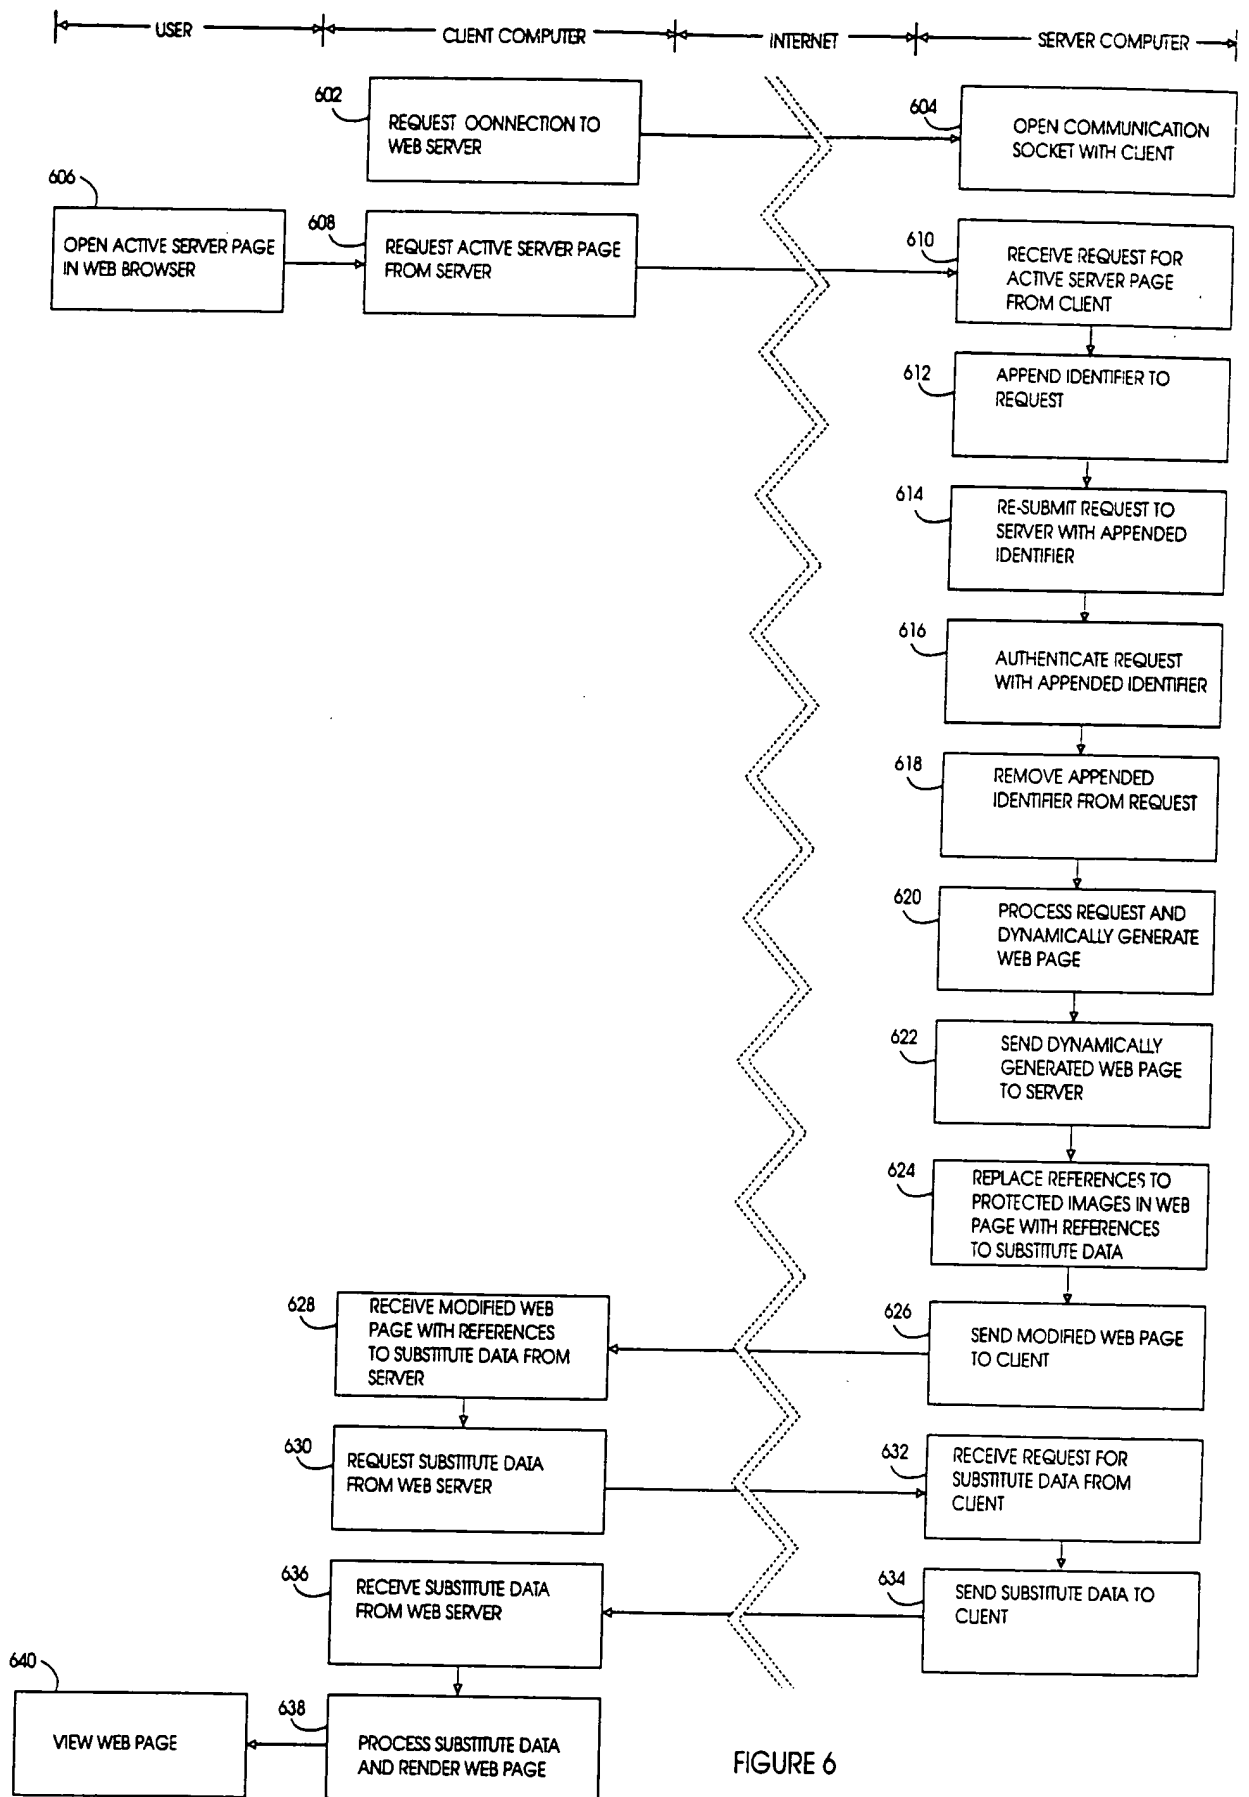 USER
CLIENT COMPUTER
INTERNET
SERVER COMPUTER
602
REQUEST OONNECTION TO
WEB SERVER
604
OPEN COMMUNICATION
SOCKET WITH CLIENT
606
OPEN ACTIVE SERVER PAGE
IN WEB BROWSER
608
REQUEST ACTIVE SERVER PAGE
FROM SERVER
610
RECEIVE REQUEST FOR
ACTIVE SERVER PAGE
FROM CLIENT
612
APPEND IDENTIFIER TO
REQUEST
614
RE-SUBMIT REQUEST TO
SERVER WITH APPENDED
IDENTIFIER
616
AUTHENTICATE REQUEST
WITH APPENDED IDENTIFIER
618
REMOVE APPENDED
IDENTIFIER FROM REQUEST
620
PROCESS REQUEST AND
DYNAMICALLY GENERATE
WEB PAGE
622
SEND DYNAMICALLY
GENERATED WEB PAGE
TO SERVER
624
REPLACE REFERENCES TO
PROTECTED IMAGES IN WEB
PAGE WITH REFERENCES
TO SUBSTITUTE DATA
626
SEND MODIFIED WEB PAGE
TO CLIENT
628
RECEIVE MODIFIED WEB
PAGE WITH REFERENCES
TO SUBSTITUTE DATA FROM
SERVER
630
REQUEST SUBSTITUTE DATA
FROM WEB SERVER
632
RECEIVE REQUEST FOR
SUBSTITUTE DATA FROM
CLIENT
634
SEND SUBSTITUTE DATA TO
CLIENT
636
RECEIVE SUBSTITUTE DATA
FROM WEB SERVER
638
PROCESS SUBSTITUTE DATA
AND RENDER WEB PAGE
640
VIEW WEB PAGE
FIGURE 6